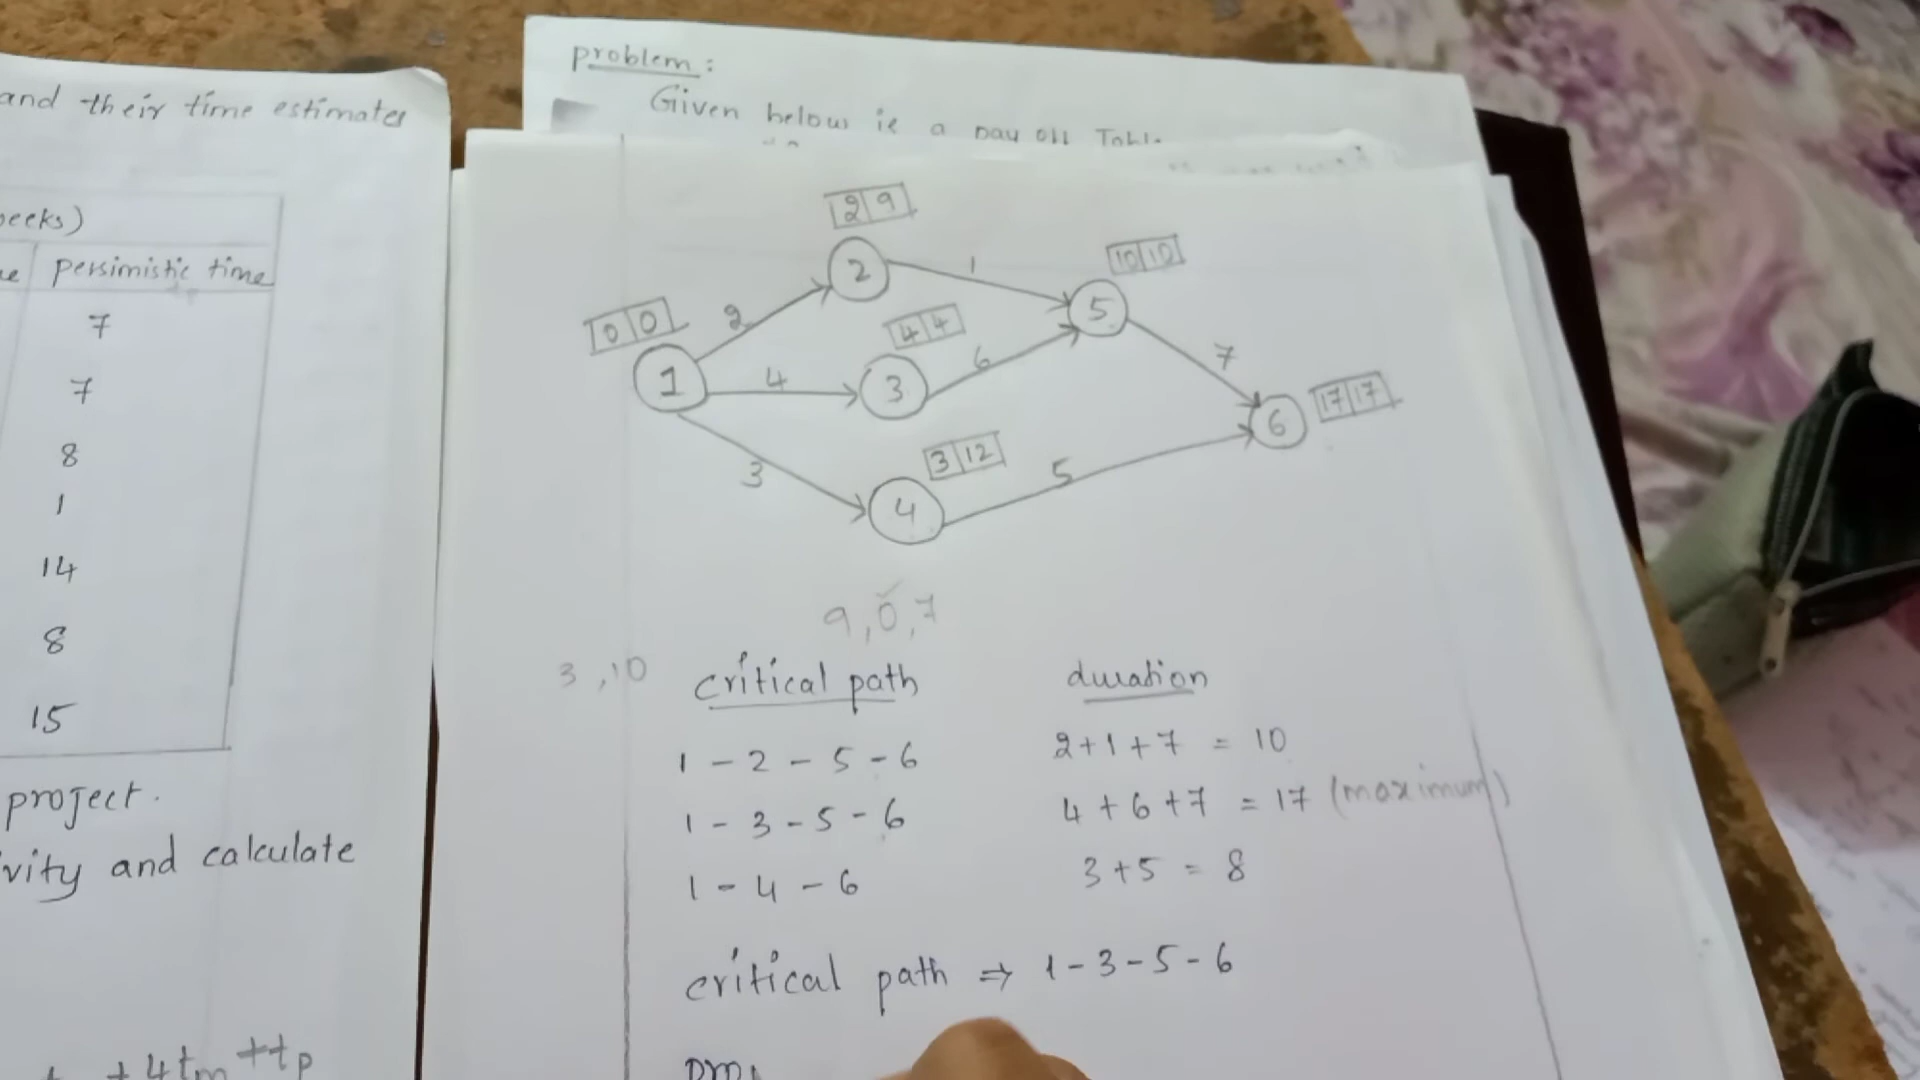 and their time estimates
persimistic time
7
7
8
1
14
8
15
project.
and calculate
+ 4tm + tp
problem :
Given below is a pay off
2 9
2
10 10
1
5
0 0
2
4 4
6
7
1
4
3
17 17
6
3 12
3
5
4
9, 0, 7
3, 10
critical path duration
1 - 2 - 5 - 6 2 + 1 + 7 = 10
1 - 3 - 5 - 6 4 + 6 + 7 = 17 (maximum)
1 - 4 - 6 3 + 5 = 8
critical path ⇒ 1 - 3 - 5 - 6